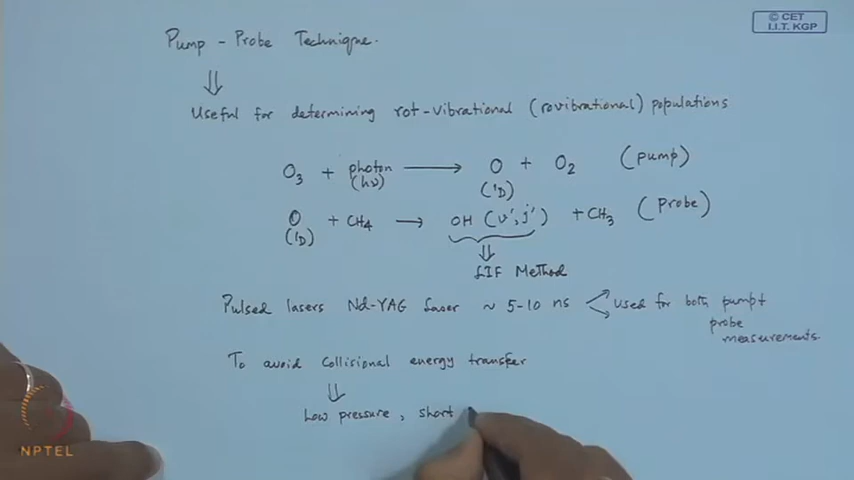 © CET
I.I.T. KGP
Pump - Probe Technique.
⇓
Useful for determining rot-vibrational (rovibrational) populations
O₃ + photon (hν) ⟶ O (¹D) + O₂ (pump)
O (¹D) + CH₄ ⟶ OH (v', j') + CH₃ (Probe)
⇓
LIF Method
Pulsed lasers Nd-YAG laser ~ 5-10 ns used for both pump +
probe
measurements.
To avoid collisional energy transfer
⇓
Low pressure, short
NPTEL